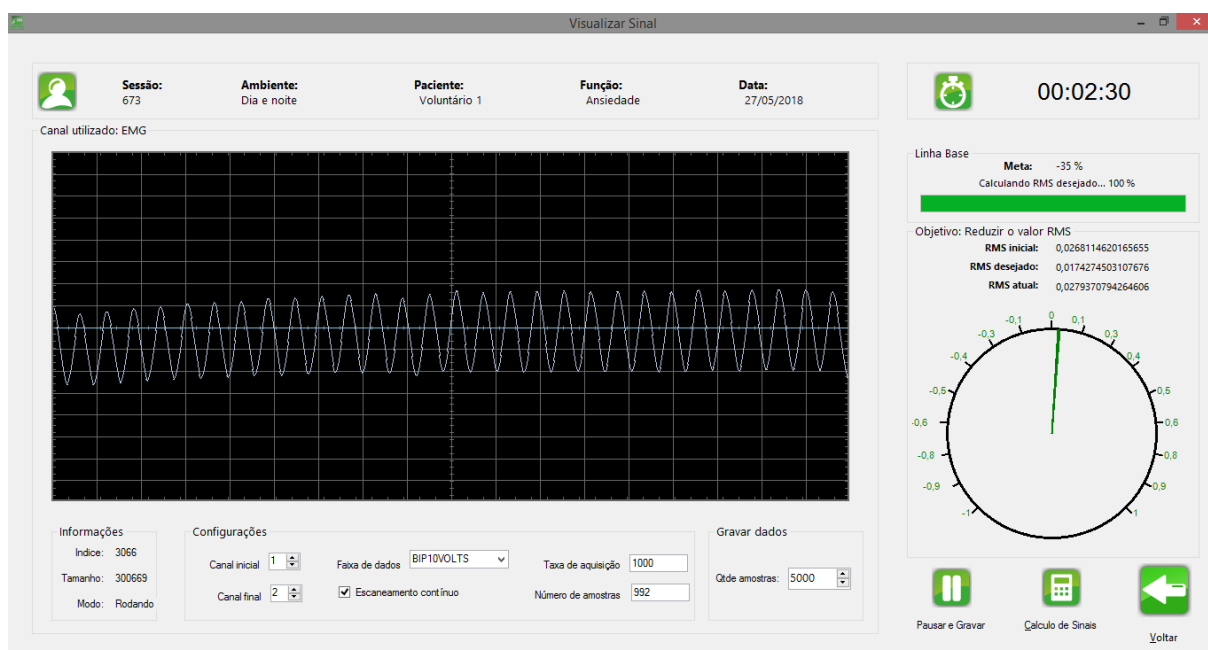 Visualizar Sinal
Sessão: Ambiente: Paciente: Função: Data:
673 Dia e noite Voluntário 1 Ansiedade 27/05/2018
00:02:30
Canal utilizado: EMG
Linha Base
Meta: -35 %
Calculando RMS desejado... 100 %
Objetivo: Reduzir o valor RMS
RMS inicial: 0,0268114620165655
RMS desejado: 0,0174274503107676
RMS atual: 0,0279370794264606
0
-0,1 0,1
-0,3 0,3
-0,4 0,4
-0,5 0,5
-0,6 0,6
-0,8 0,8
-0,9 0,9
-1 1
Informações
Indice: 3066
Tamanho: 300669
Modo: Rodando
Configurações
Canal inicial 1 Faixa de dados BIP10VOLTS Taxa de aquisição 1000
Canal final 2 Escaneamento contínuo Número de amostras 992
Gravar dados
Qtde amostras: 5000
Pausar e Gravar
Calculo de Sinais
Voltar